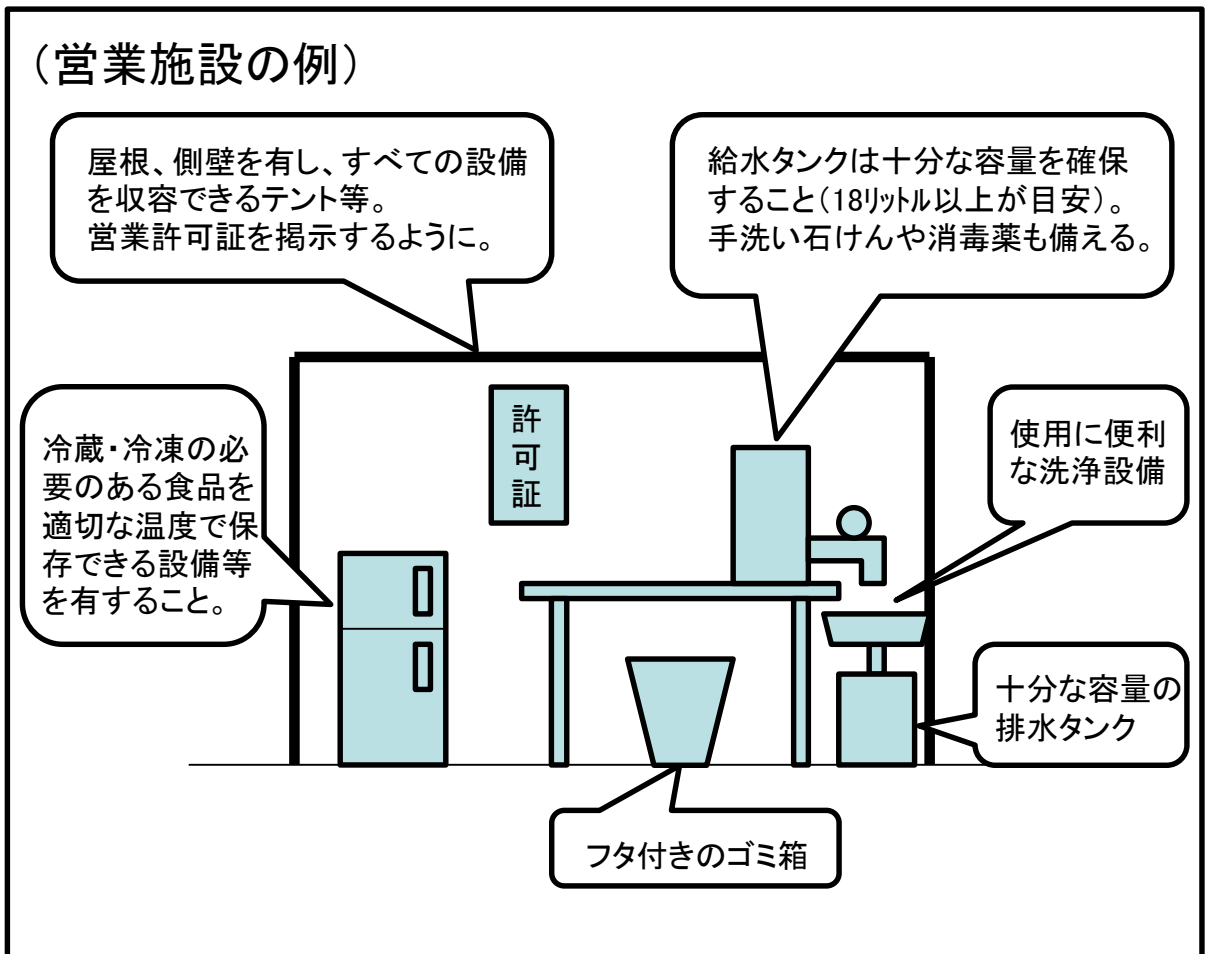 （営業施設の例）
屋根、側壁を有し、すべての設備
を収容できるテント等。
営業許可証を掲示するように。
給水タンクは十分な容量を確保
すること（18リットル以上が目安）。
手洗い石けんや消毒薬も備える。
許
可
証
冷蔵・冷凍の必
要のある食品を
適切な温度で保
存できる設備等
を有すること。
使用に便利
な洗浄設備
十分な容量の
排水タンク
フタ付きのゴミ箱